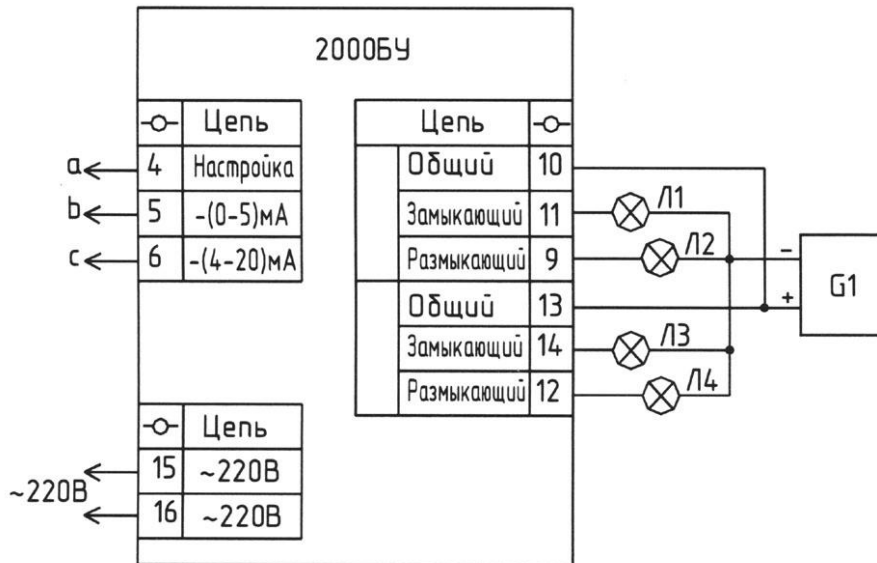 2000БУ
Цепь
a 4 Настройка
b 5 -(0-5)мА
c 6 -(4-20)мА
Цепь
Общий 10
Замыкающий 11 Л1
Размыкающий 9 Л2
Общий 13
Замыкающий 14 Л3
Размыкающий 12 Л4
-
+
G1
Цепь
~220В
15 ~220В
16 ~220В